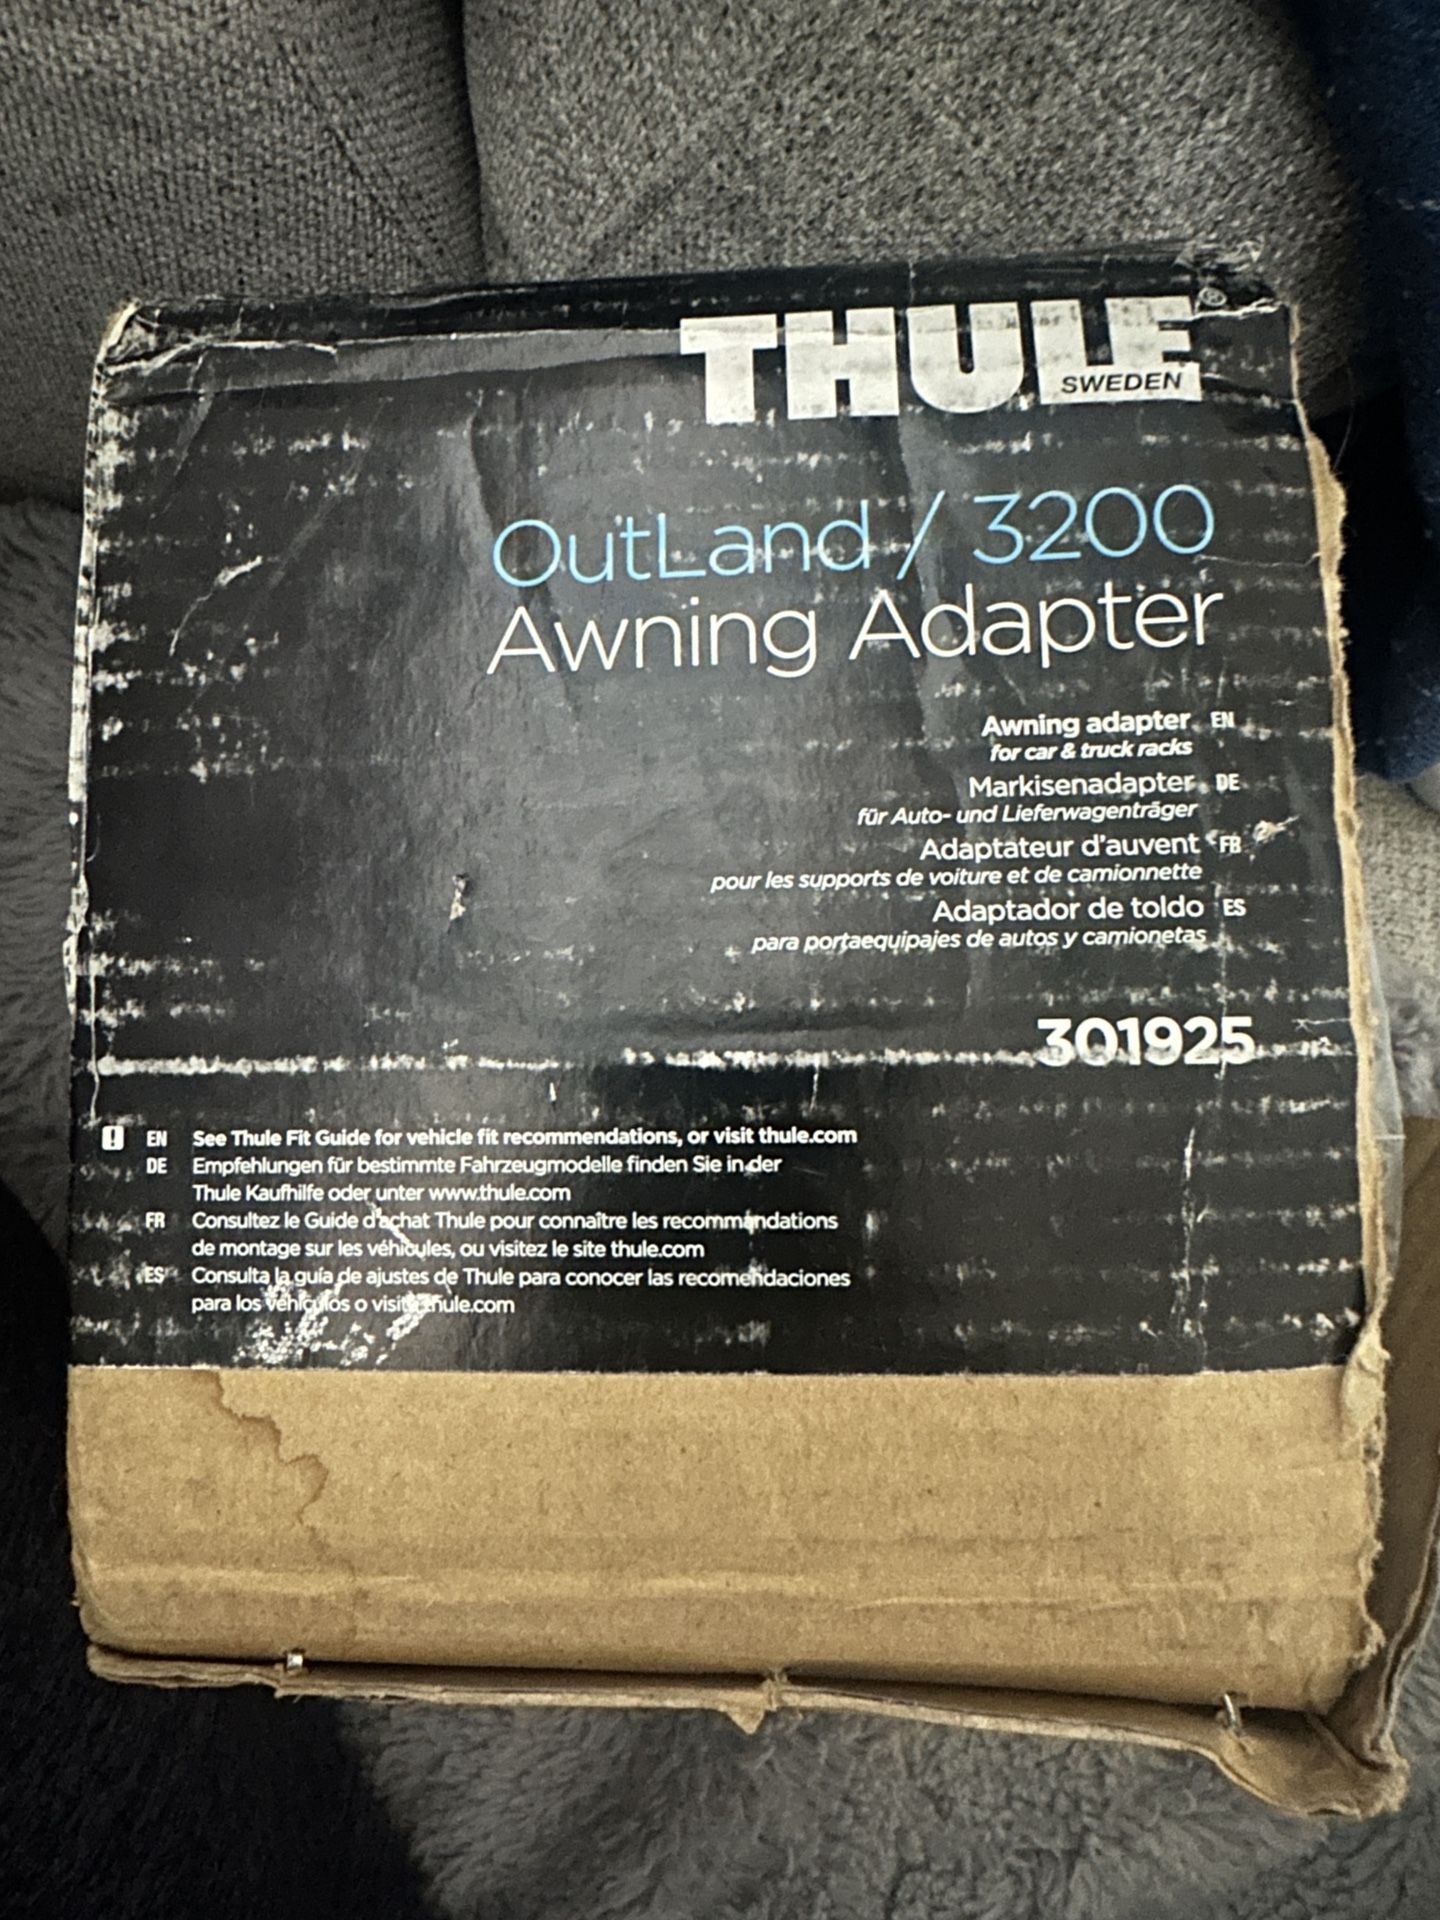 THULE®
SWEDEN
OutLand / 3200
Awning Adapter
Awning adapter EN
for car & truck racks
Markisenadapter DE
für Auto- und Lieferwagenträger
Adaptateur d'auvent FR
pour les supports de voiture et de camionnette
Adaptador de toldo ES
para portaequipajes de autos y camionetas
301925
! EN See Thule Fit Guide for vehicle fit recommendations, or visit thule.com
DE Empfehlungen für bestimmte Fahrzeugmodelle finden Sie in der
Thule Kaufhilfe oder unter www.thule.com
FR Consultez le Guide d'achat Thule pour connaître les recommandations
de montage sur les véhicules, ou visitez le site thule.com
ES Consulta la guía de ajustes de Thule para conocer las recomendaciones
para los vehículos o visita thule.com